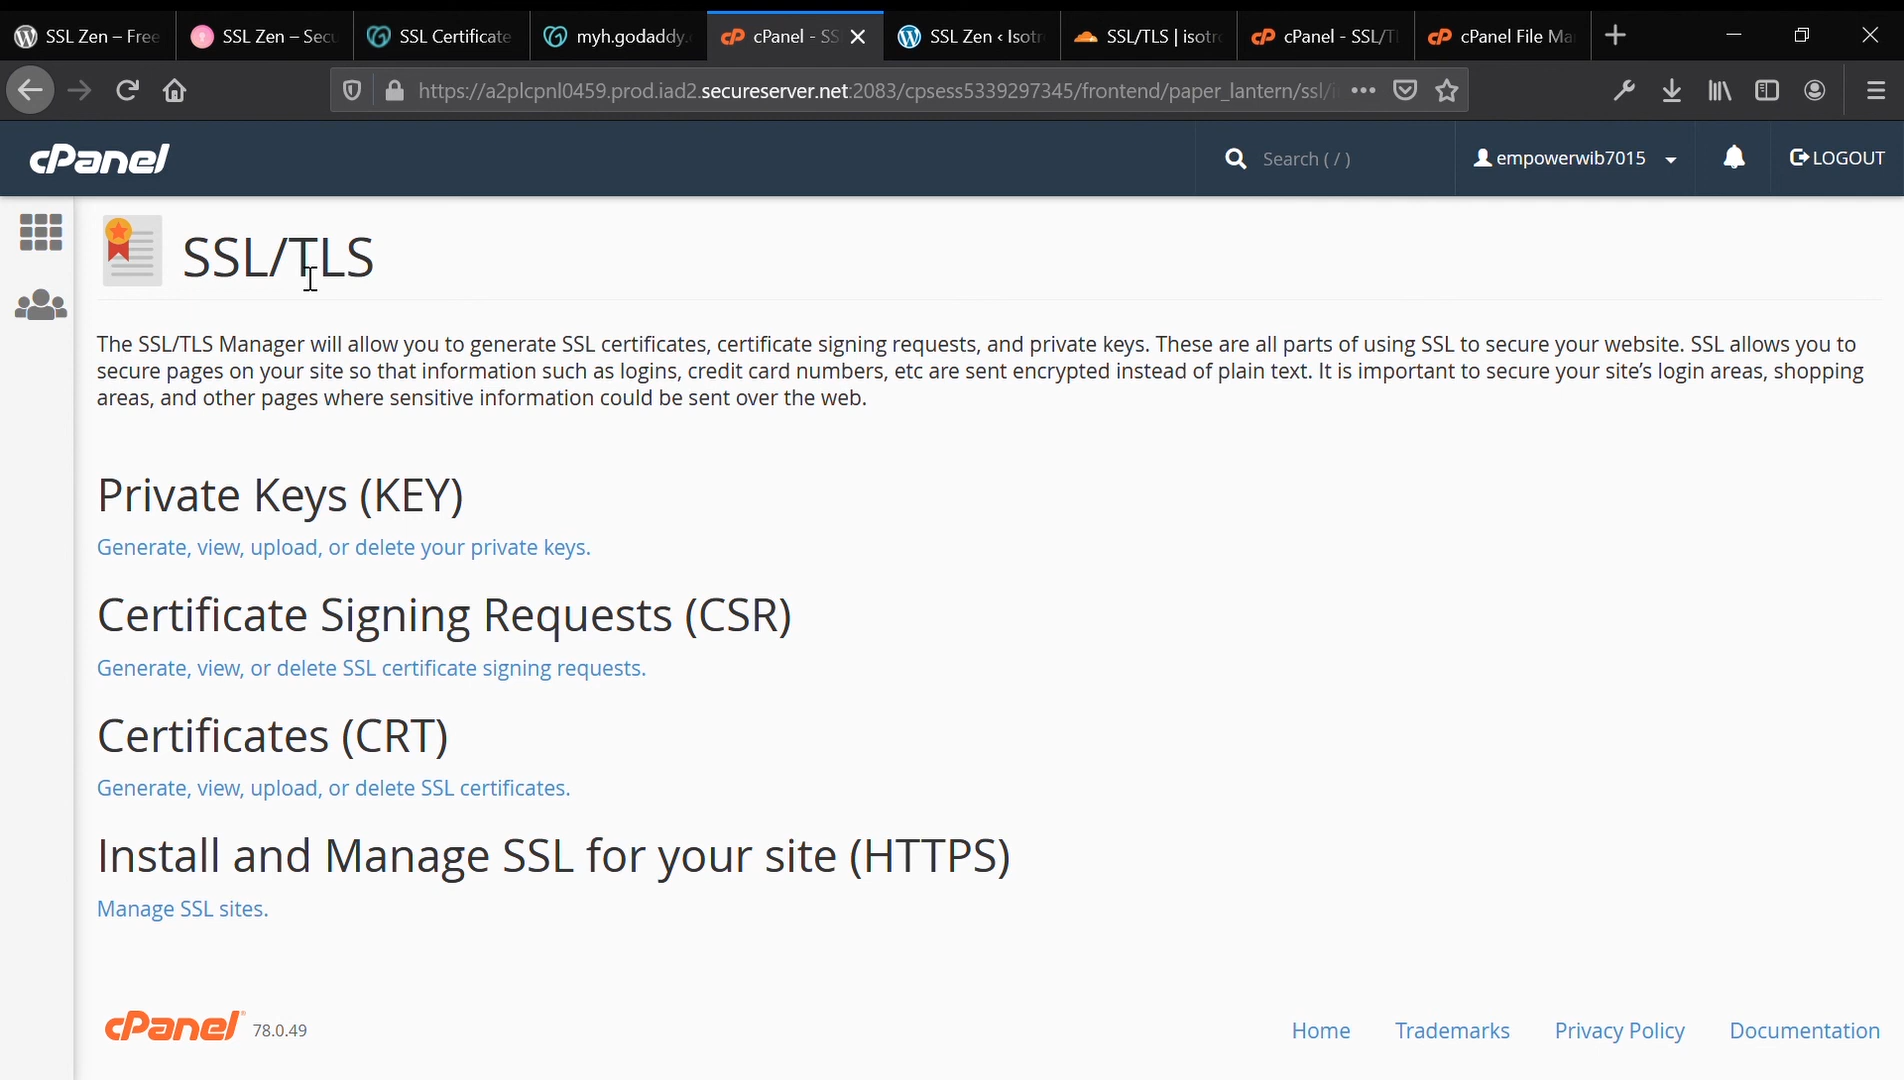 SSL Zen – Free
SSL Zen – Secu
SSL Certificate
myh.godaddy.
cPanel - SS
SSL Zen ‹ Isotr
SSL/TLS | isotr
cPanel - SSL/T
cPanel File Ma
https://a2plcpnl0459.prod.iad2.secureserver.net:2083/cpsess5339297345/frontend/paper_lantern/ssl/i
cPanel
Search ( / )
empowerwib7015
LOGOUT
SSL/TLS
The SSL/TLS Manager will allow you to generate SSL certificates, certificate signing requests, and private keys. These are all parts of using SSL to secure your website. SSL allows you to
secure pages on your site so that information such as logins, credit card numbers, etc are sent encrypted instead of plain text. It is important to secure your site’s login areas, shopping
areas, and other pages where sensitive information could be sent over the web.
Private Keys (KEY)
Generate, view, upload, or delete your private keys.
Certificate Signing Requests (CSR)
Generate, view, or delete SSL certificate signing requests.
Certificates (CRT)
Generate, view, upload, or delete SSL certificates.
Install and Manage SSL for your site (HTTPS)
Manage SSL sites.
cPanel® 78.0.49
Home
Trademarks
Privacy Policy
Documentation